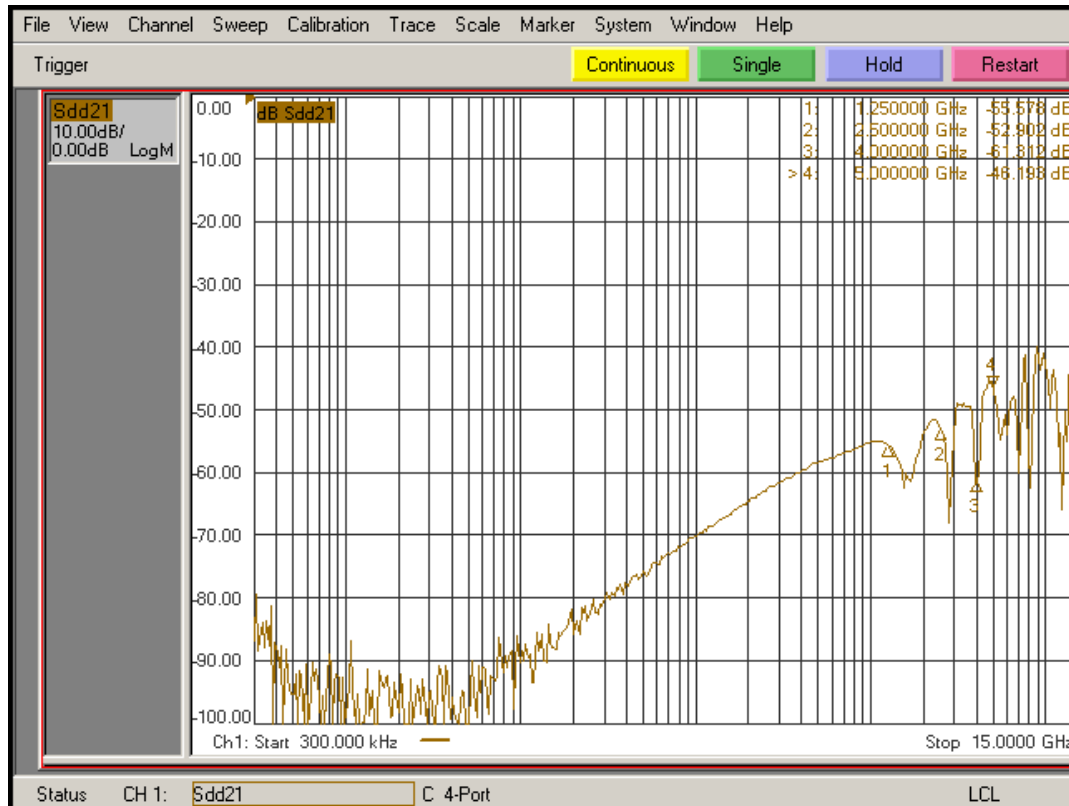 File View Channel Sweep Calibration Trace Scale Marker System Window Help
Trigger Continuous Single Hold Restart
Sdd21
10.00dB/
0.00dB LogM
dB Sdd21
1: 1.250000 GHz -55.578 dB
2: 2.500000 GHz -52.902 dB
3: 4.000000 GHz -61.812 dB
> 4: 5.000000 GHz -46.193 dB
0.00
-10.00
-20.00
-30.00
-40.00
-50.00
-60.00
-70.00
-80.00
-90.00
-100.00
4
1
2
3
Ch1: Start 300.000 kHz Stop 15.0000 GHz
Status CH 1: Sdd21 C 4-Port LCL